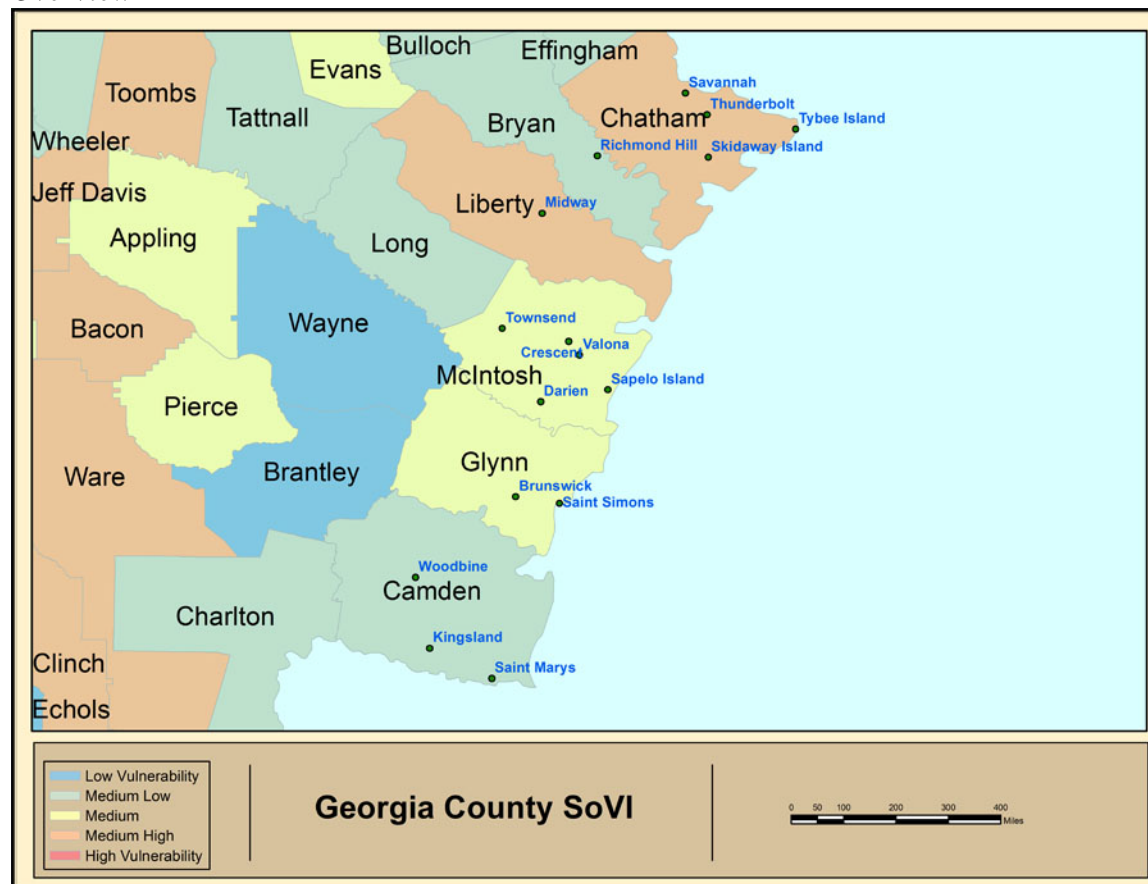 Bulloch
Effingham
Evans
Savannah
Toombs
Thunderbolt
Chatham
Tybee Island
Tattnall
Bryan
Wheeler
Richmond Hill
Skidaway Island
Jeff Davis
Liberty
Midway
Appling
Long
Wayne
Townsend
Bacon
Valona
Crescent
McIntosh
Sapelo Island
Darien
Pierce
Glynn
Ware
Brantley
Brunswick
Saint Simons
Woodbine
Camden
Charlton
Kingsland
Clinch
Saint Marys
Echols
Low Vulnerability
Medium Low
Medium
Medium High
High Vulnerability
Georgia County SoVI
0 50 100 200 300 400
Miles